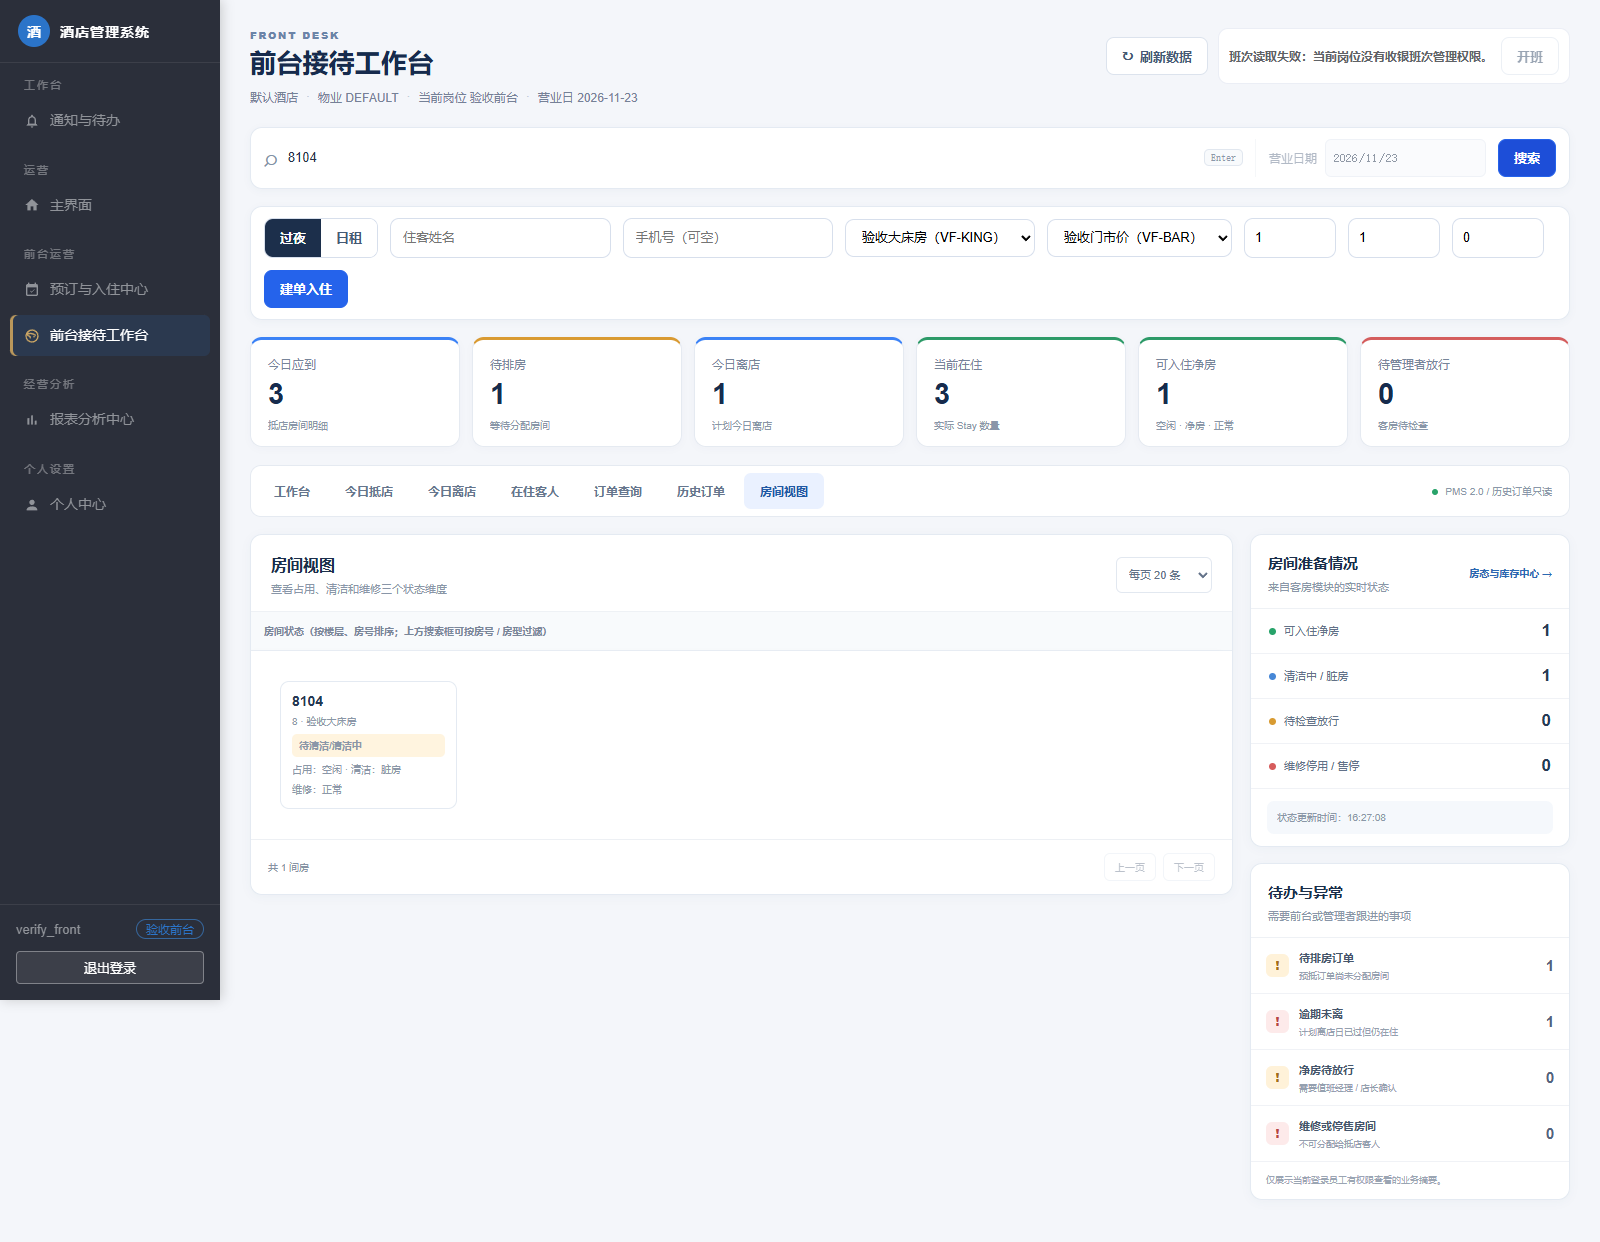 酒 酒店管理系统
工作台
通知与待办
运营
主界面
前台运营
预订与入住中心
前台接待工作台
经营分析
报表分析中心
个人设置
个人中心
verify_front 验收前台
退出登录
FRONT DESK
前台接待工作台
默认酒店 · 物业 DEFAULT · 当前岗位 验收前台 · 营业日 2026-11-23
↻ 刷新数据
班次读取失败：当前岗位没有收银班次管理权限。 开班
8104 Enter 营业日期 2026/11/23 搜索
过夜 日租 住客姓名 手机号（可空） 验收大床房（VF-KING） 验收门市价（VF-BAR） 1 1 0
建单入住
今日应到
3
抵店房间明细
待排房
1
等待分配房间
今日离店
1
计划今日离店
当前在住
3
实际 Stay 数量
可入住净房
1
空闲 · 净房 · 正常
待管理者放行
0
客房待检查
工作台 今日抵店 今日离店 在住客人 订单查询 历史订单 房间视图
PMS 2.0 / 历史订单只读
房间视图
查看占用、清洁和维修三个状态维度
每页 20 条
房间状态（按楼层、房号排序；上方搜索框可按房号 / 房型过滤）
8104
8 · 验收大床房
待清洁/清洁中
占用：空闲 · 清洁：脏房
维修：正常
共 1 间房
上一页 下一页
房间准备情况
来自客房模块的实时状态
房态与库存中心 →
可入住净房 1
清洁中 / 脏房 1
待检查放行 0
维修停用 / 售停 0
状态更新时间：16:27:08
待办与异常
需要前台或管理者跟进的事项
! 待排房订单 1
预抵订单尚未分配房间
! 逾期未离 1
计划离店日已过但仍在住
! 净房待放行 0
需要值班经理 / 店长确认
! 维修或停售房间 0
不可分配给抵店客人
仅展示当前登录员工有权限查看的业务摘要。